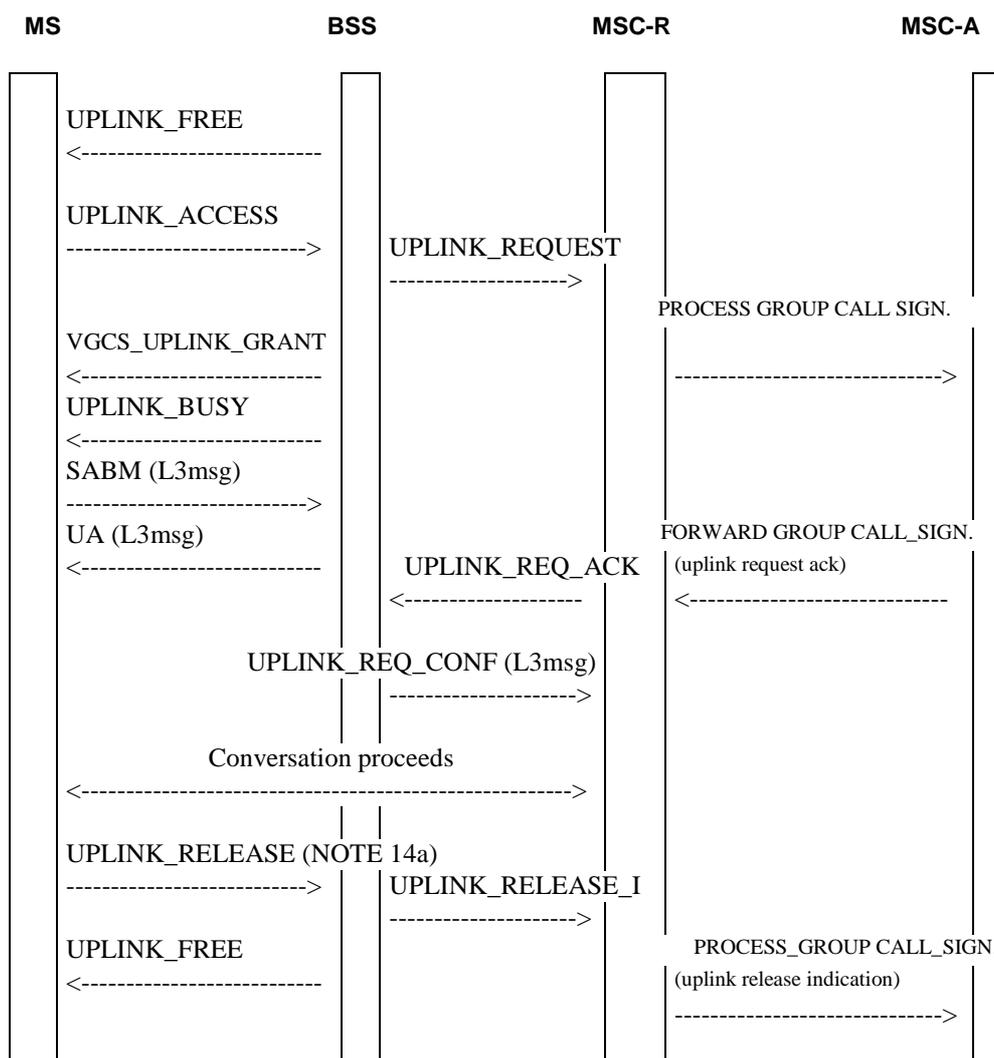 MS BSS MSC-R MSC-A
UPLINK_FREE
<---------------------------
UPLINK_ACCESS
---------------------------> UPLINK_REQUEST
-------------------->
PROCESS GROUP CALL SIGN.
VGCS_UPLINK_GRANT
<--------------------------- ------------------------------>
UPLINK_BUSY
<---------------------------
SABM (L3msg)
--------------------------->
UA (L3msg) FORWARD GROUP CALL_SIGN.
<--------------------------- UPLINK_REQ_ACK (uplink request ack)
<-------------------- <-----------------------------
UPLINK_REQ_CONF (L3msg)
--------------------->
Conversation proceeds
<------------------------------------------------------->
UPLINK_RELEASE (NOTE 14a)
---------------------------> UPLINK_RELEASE_I
--------------------->
UPLINK_FREE PROCESS_GROUP CALL_SIGN
<--------------------------- (uplink release indication)
------------------------------>